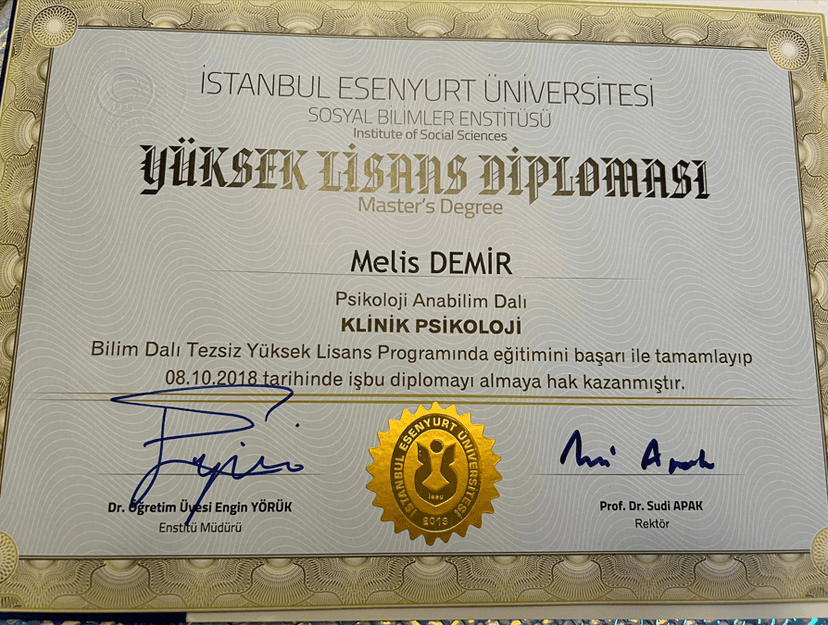 İSTANBUL ESENYURT ÜNİVERSİTESİ
SOSYAL BİLİMLER ENSTİTÜSÜ
Institute of Social Sciences
YÜKSEK LİSANS DİPLOMASI
Master's Degree
Melis DEMİR
Psikoloji Anabilim Dalı
KLİNİK PSİKOLOJİ
Bilim Dalı Tezsiz Yüksek Lisans Programında eğitimini başarı ile tamamlayıp
08.10.2018 tarihinde işbu diplomayı almaya hak kazanmıştır.
Dr. Öğretim Üyesi Engin YÖRÜK
Enstitü Müdürü
İSTANBUL ESENYURT ÜNİVERSİTESİ
2013
Prof. Dr. Sudi APAK
Rektör